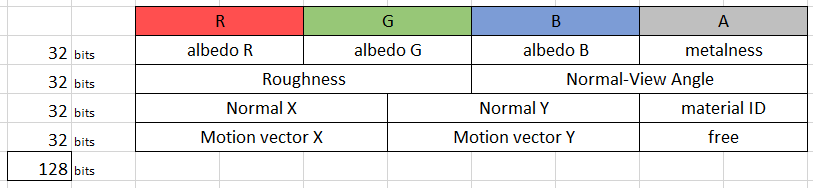 R G B A
32 bits albedo R albedo G albedo B metalness
32 bits Roughness Normal-View Angle
32 bits Normal X Normal Y material ID
32 bits Motion vector X Motion vector Y free
128 bits